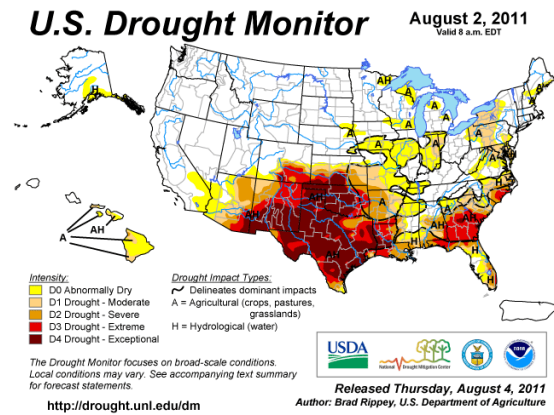 U.S. Drought Monitor
August 2, 2011
Valid 8 a.m. EDT
H
AH
A
A
A
A
A
A
A
A
H
AH
AH
AH
A
H
AH
AH
H
H
H
A
AH
Intensity:
D0 Abnormally Dry
D1 Drought - Moderate
D2 Drought - Severe
D3 Drought - Extreme
D4 Drought - Exceptional
Drought Impact Types:
Delineates dominant impacts
A = Agricultural (crops, pastures,
grasslands)
H = Hydrological (water)
The Drought Monitor focuses on broad-scale conditions.
Local conditions may vary. See accompanying text summary
for forecast statements.
http://drought.unl.edu/dm
USDA
National Drought Mitigation Center
Released Thursday, August 4, 2011
Author: Brad Rippey, U.S. Department of Agriculture